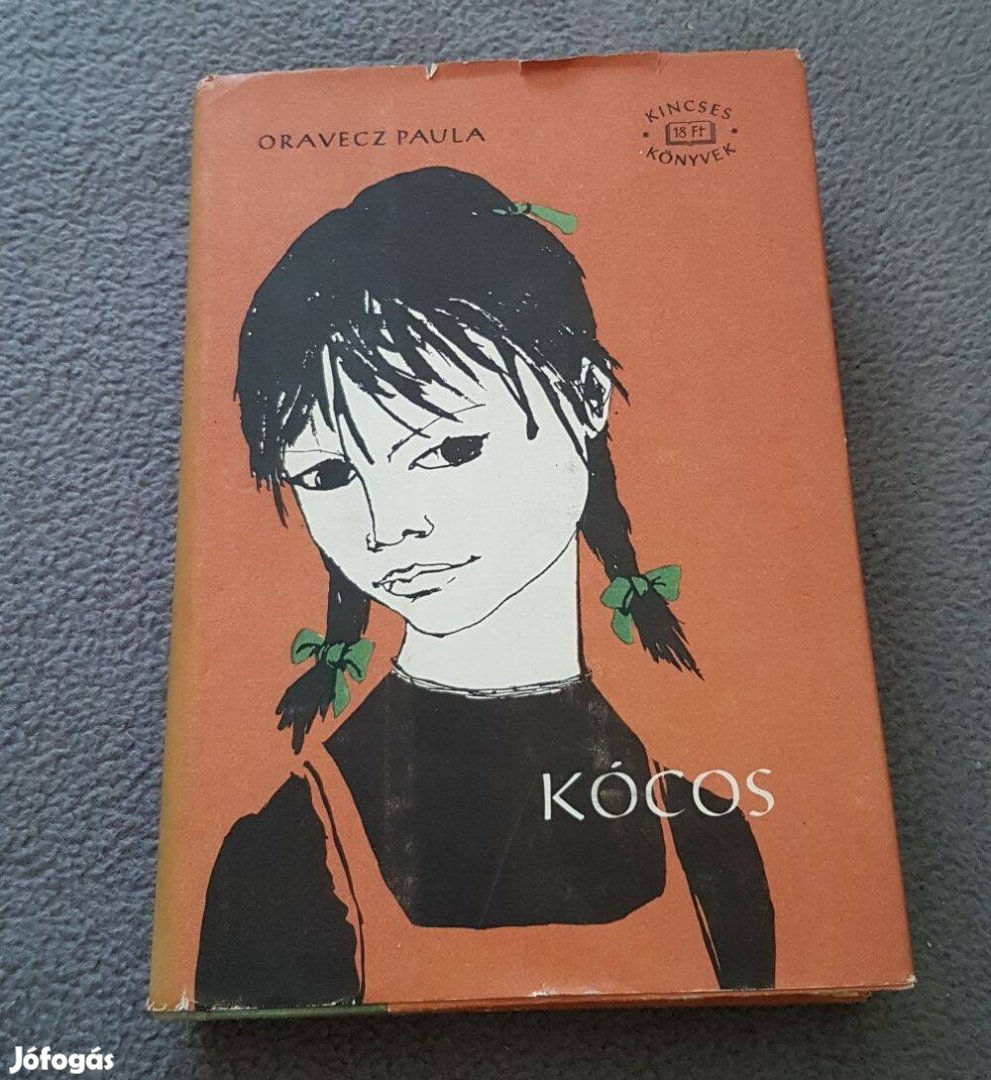 ORAVECZ PAULA
KINCSES
18 Ft
KÖNYVEK
KÓCOS
Jófogás